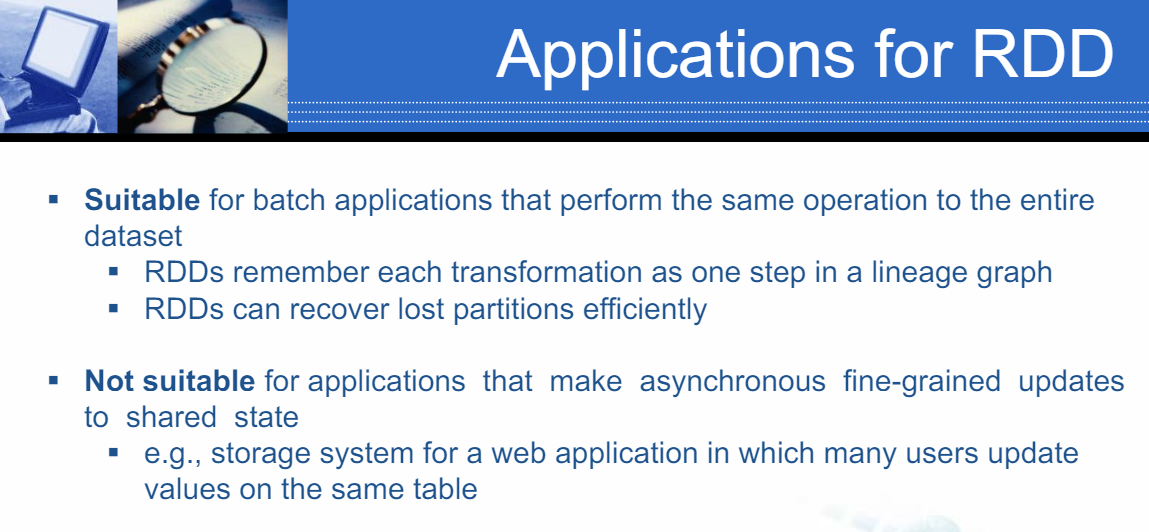 Applications for RDD
▪ Suitable for batch applications that perform the same operation to the entire
dataset
▪ RDDs remember each transformation as one step in a lineage graph
▪ RDDs can recover lost partitions efficiently
▪ Not suitable for applications that make asynchronous fine-grained updates
to shared state
▪ e.g., storage system for a web application in which many users update
values on the same table